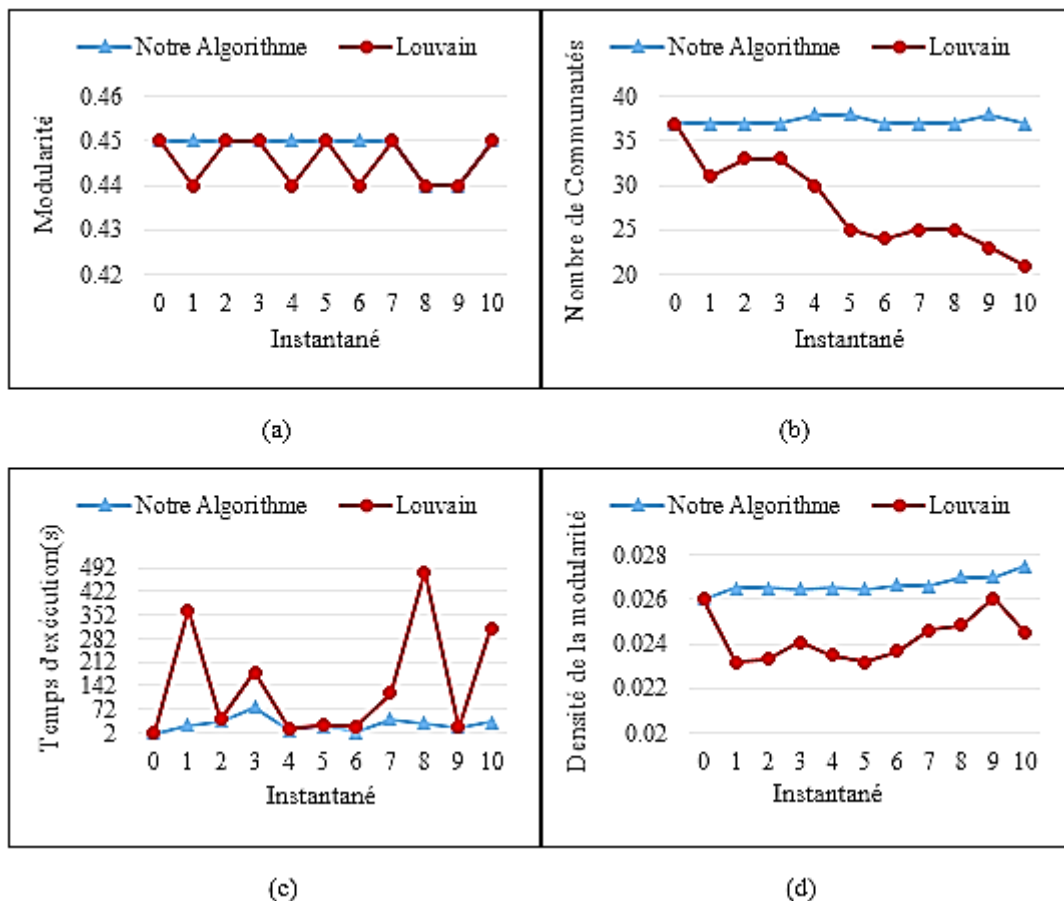 Notre Algorithme Louvain
Modularité
0.46
0.45
0.44
0.43
0.42
0 1 2 3 4 5 6 7 8 9 10
Instantané
(a)
Notre Algorithme Louvain
Nombre de Communautés
40
35
30
25
20
0 1 2 3 4 5 6 7 8 9 10
Instantané
(b)
Notre Algorithme Louvain
Temps d'exécution(s)
492
422
352
282
212
142
72
2
0 1 2 3 4 5 6 7 8 9 10
Instantané
(c)
Notre Algorithme Louvain
Densité de la modularité
0.028
0.026
0.024
0.022
0.02
0 1 2 3 4 5 6 7 8 9 10
Instantané
(d)